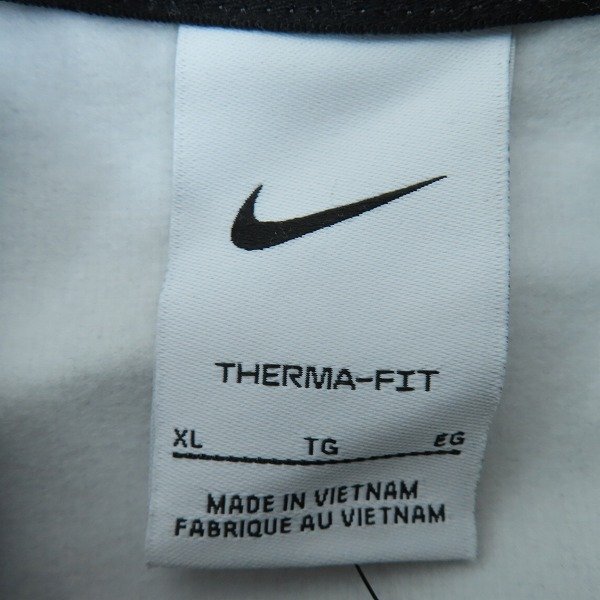 THERMA-FIT
XL TG EG
MADE IN VIETNAM
FABRIQUE AU VIETNAM